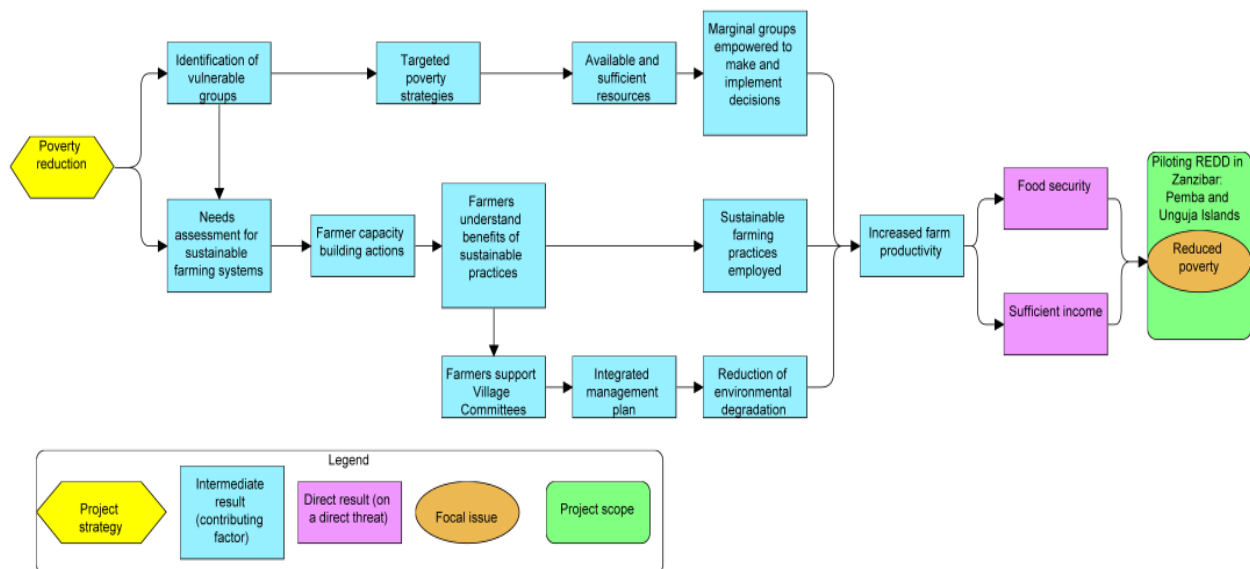 Identification of
vulnerable
groups
Targeted
poverty
strategies
Available and
sufficient
resources
Marginal groups
empowered to
make and
implement
decisions
Poverty
reduction
Needs
assessment for
sustainable
farming systems
Farmer capacity
building actions
Farmers
understand
benefits of
sustainable
practices
Sustainable
farming
practices
employed
Increased farm
productivity
Food security
Sufficient income
Piloting REDD in
Zanzibar:
Pemba and
Unguja Islands
Reduced
poverty
Farmers support
Village
Committees
Integrated
management
plan
Reduction of
environmental
degradation
Legend
Project
strategy
Intermediate
result
(contributing
factor)
Direct result (on
a direct threat)
Focal issue
Project scope